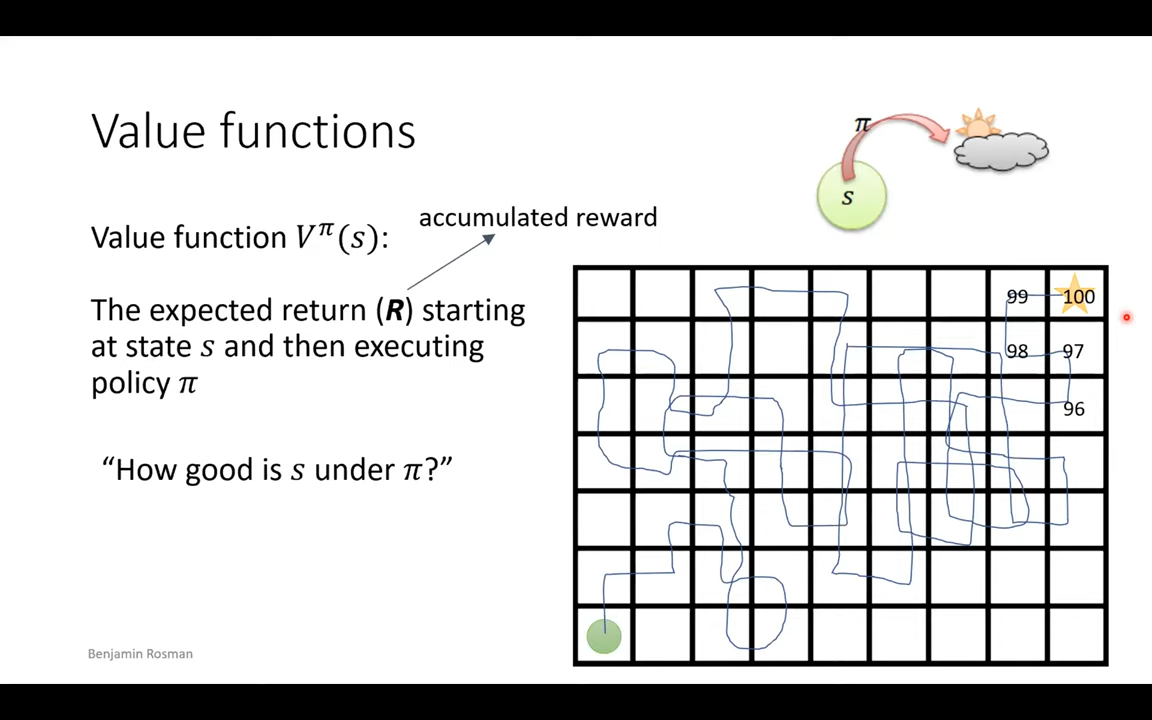 Value functions
π
s
accumulated reward
Value function V^π(s):
The expected return (R) starting
at state s and then executing
policy π
“How good is s under π?”
99 100
98 97
96
Benjamin Rosman